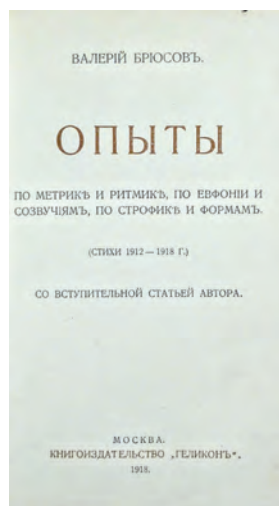 ВАЛЕРІЙ БРЮСОВЪ.
ОПЫТЫ
ПО МЕТРИКѢ И РИТМИКѢ, ПО ЕВФОНІИ И
СОЗВУЧІЯМЪ, ПО СТРОФИКѢ И ФОРМАМЪ.
(СТИХИ 1912 — 1918 Г.)
СО ВСТУПИТЕЛЬНОЙ СТАТЬЕЙ АВТОРА.
МОСКВА.
КНИГОИЗДАТЕЛЬСТВО „ГЕЛИКОНЪ“.
1918.